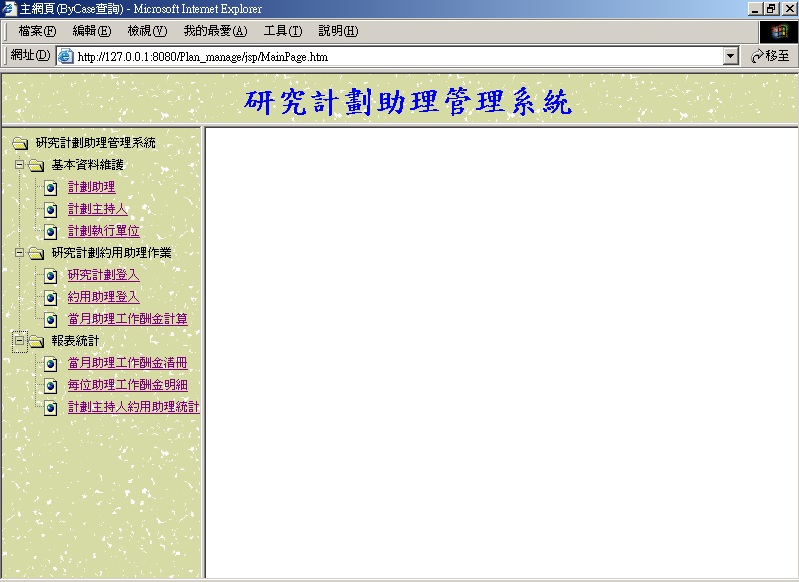 主網頁(ByCase查詢) - Microsoft Internet Explorer
檔案(F) 編輯(E) 檢視(V) 我的最愛(A) 工具(T) 說明(H)
網址(D) http://127.0.0.1:8080/Plan_manage/jsp/MainPage.htm 移至
研究計劃助理管理系統
研究計劃助理管理系統
基本資料維護
計劃助理
計劃主持人
計劃執行單位
研究計劃約用助理作業
研究計劃登入
約用助理登入
當月助理工作酬金計算
報表統計
當月助理工作酬金清冊
每位助理工作酬金明細
計劃主持人約用助理統計